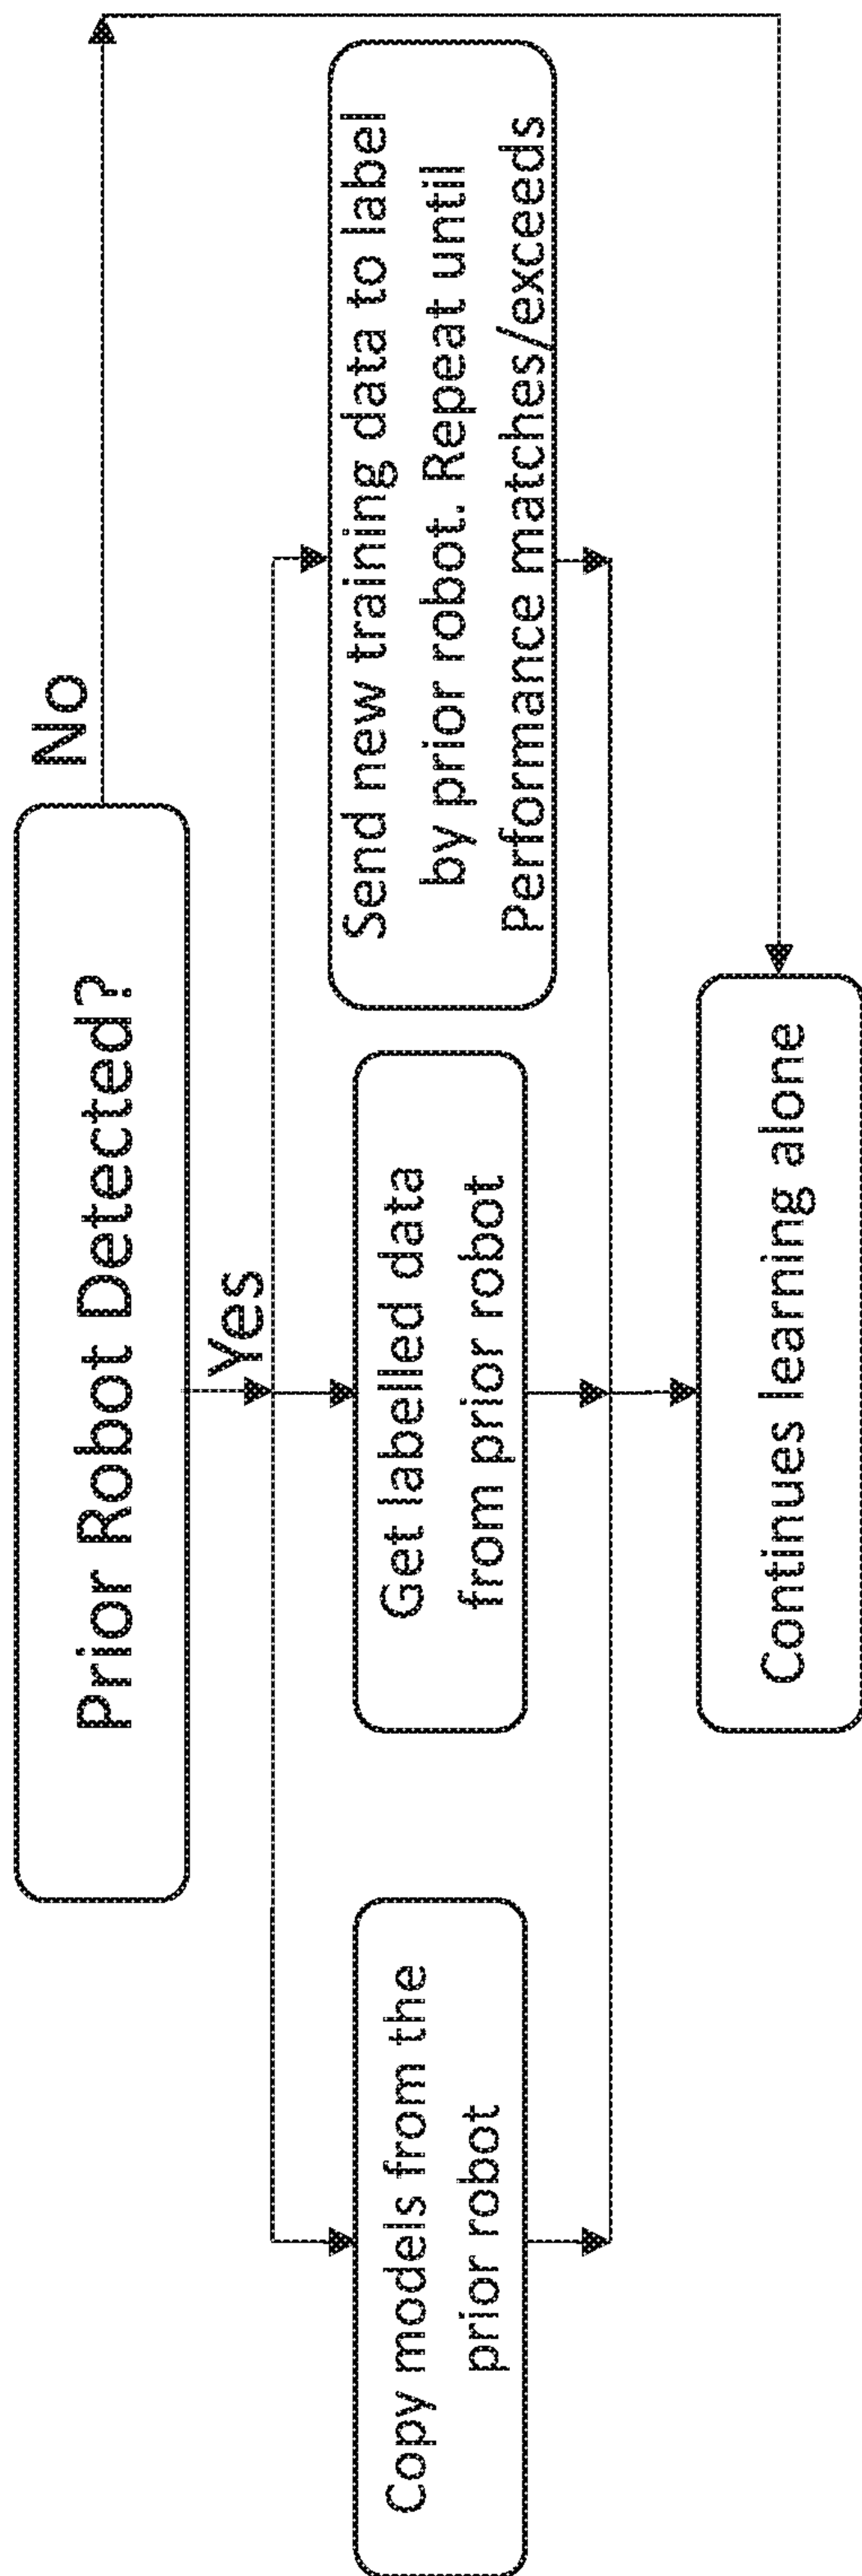 Prior Robot Detected?
No
Yes
Copy models from the
prior robot
Get labelled data
from prior robot
Send new training data to label
by prior robot. Repeat until
Performance matches/exceeds
Continues learning alone